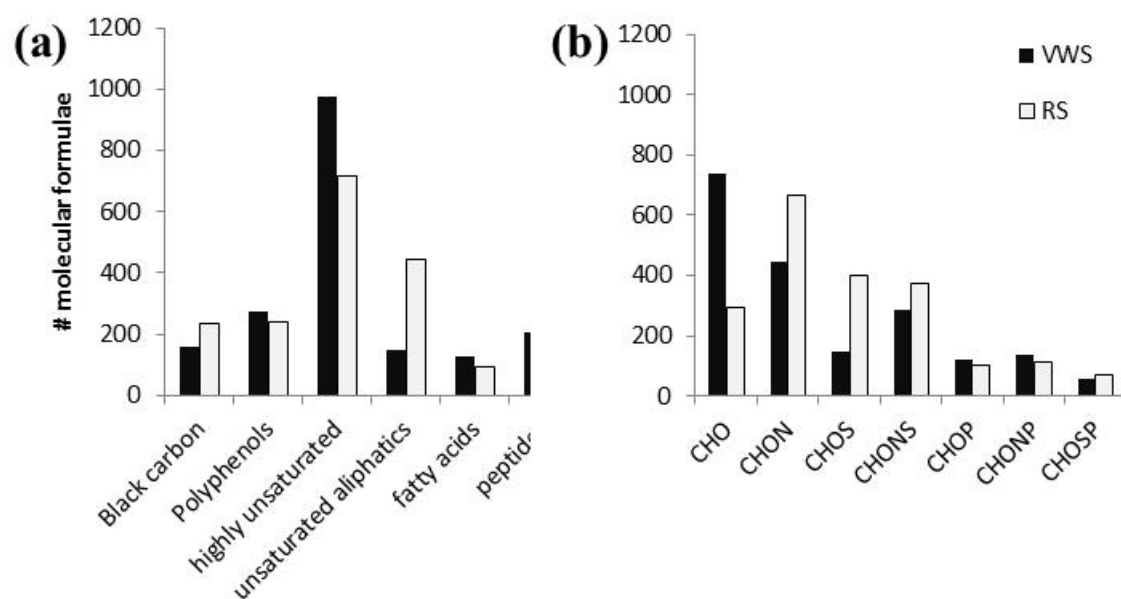 (a)
# molecular formulae
1200
1000
800
600
400
200
0
Black carbon
Polyphenols
highly unsaturated
unsaturated aliphatics
fatty acids
peptid
(b)
1200
1000
800
600
400
200
0
VWS
RS
CHO
CHON
CHOS
CHONS
CHOP
CHONP
CHOSP